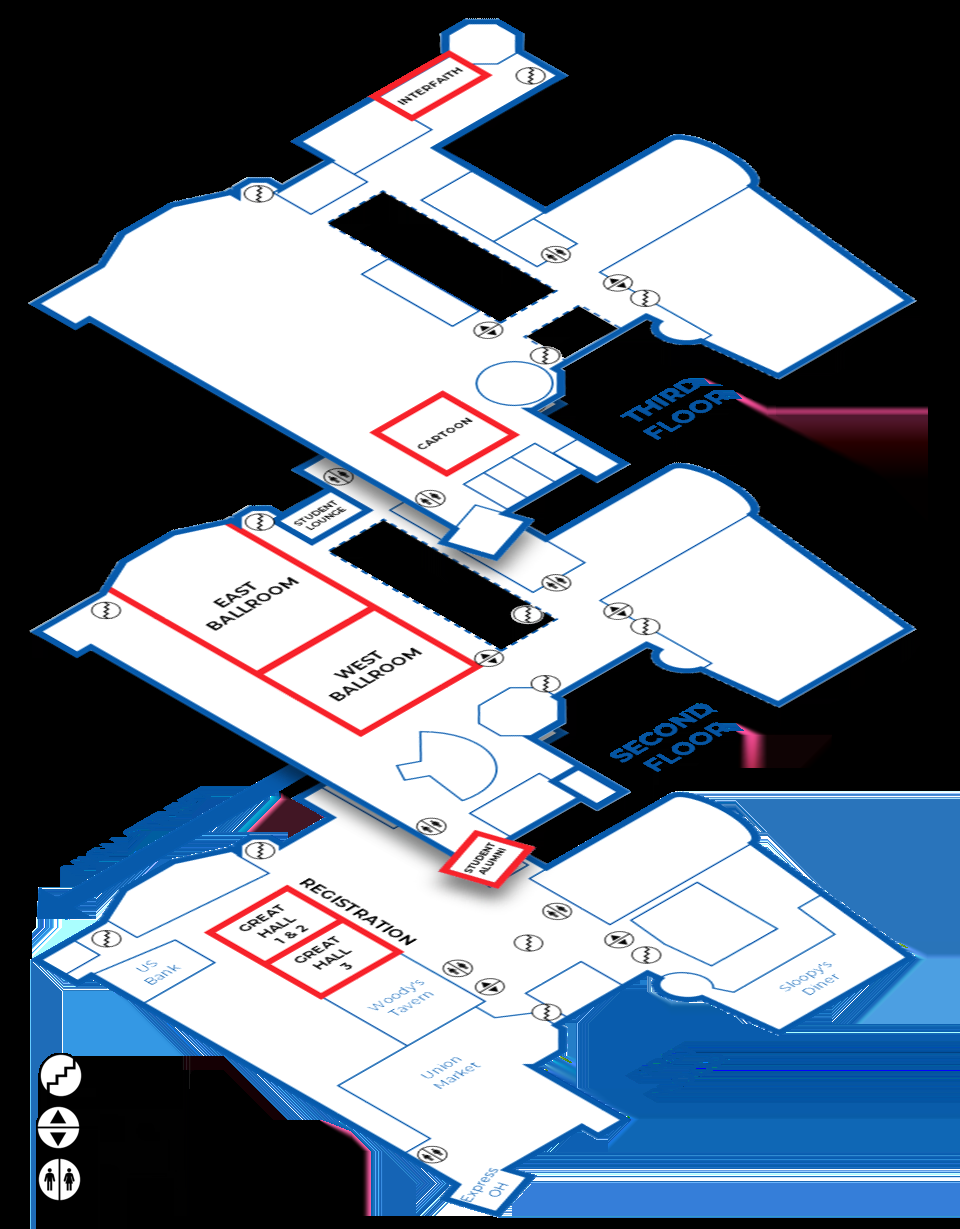 INTERFAITH
CARTOON
THIRD
FLOOR
STUDENT
LOUNGE
EAST
BALLROOM
WEST
BALLROOM
SECOND
FLOOR
STUDENT
ALUMNI
REGISTRATION
GREAT
HALL
1 & 2
GREAT
HALL
3
US
Bank
Woody's
Tavern
Sloopy's
Diner
Union
Market
Express
OH